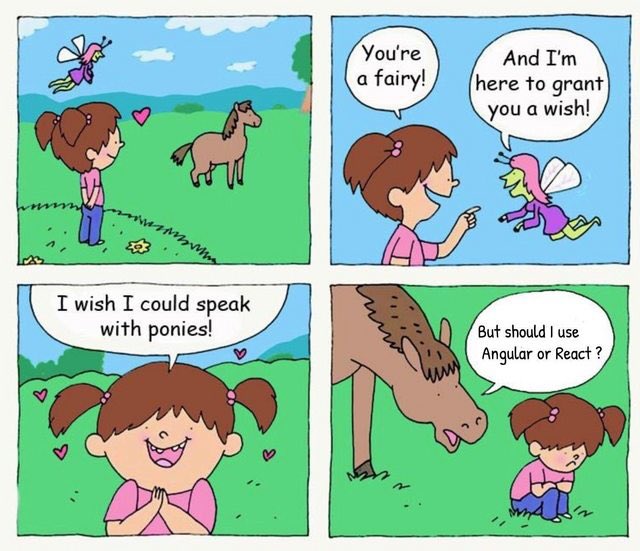 You're
a fairy!
And I'm
here to grant
you a wish!
I wish I could speak
with ponies!
But should I use
Angular or React ?